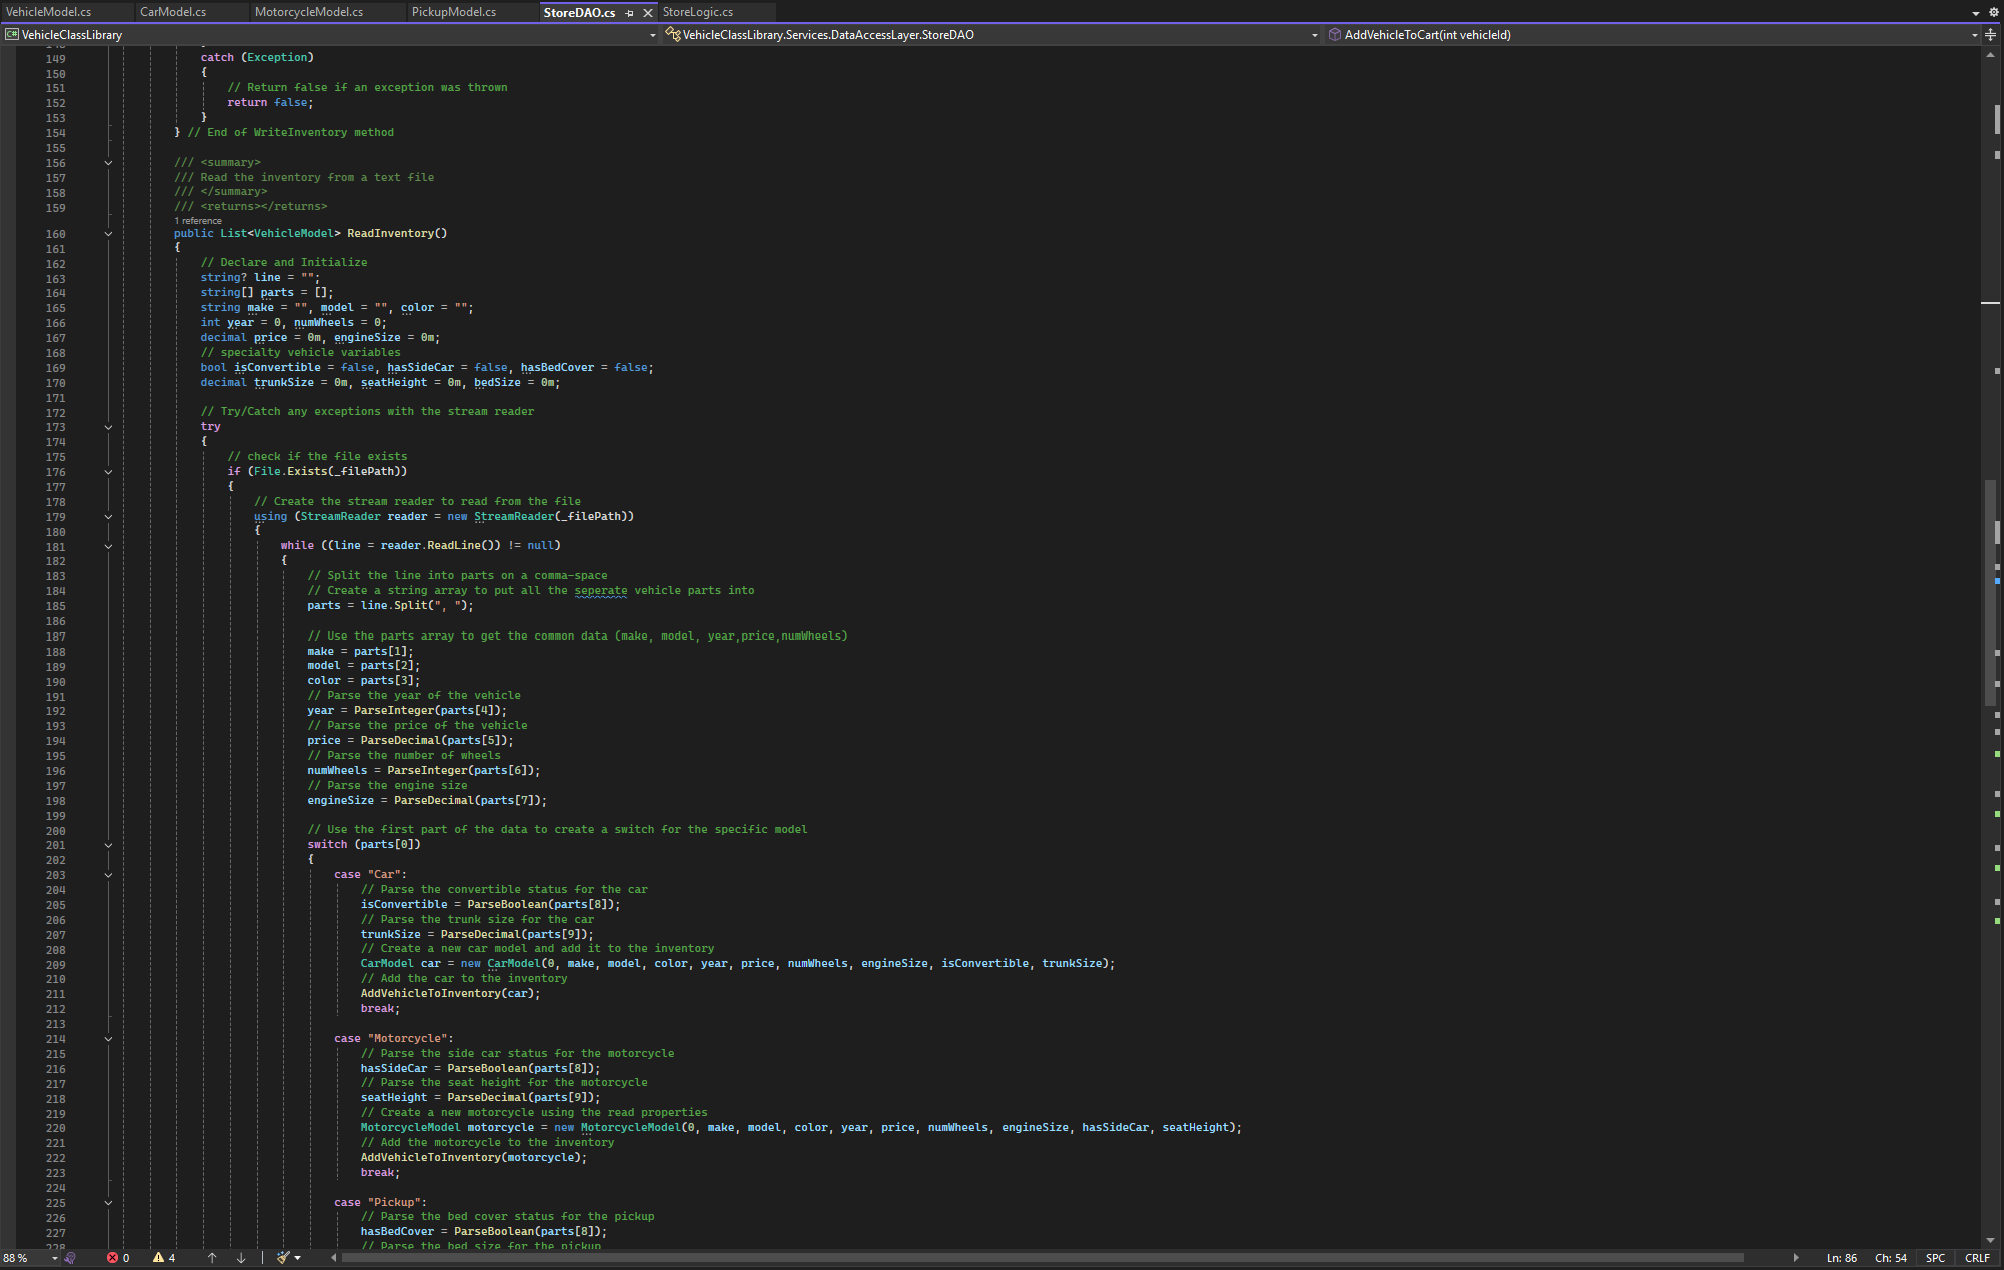 VehicleModel.cs CarModel.cs MotorcycleModel.cs PickupModel.cs StoreDAO.cs StoreLogic.cs
C# VehicleClassLibrary VehicleClassLibrary.Services.DataAccessLayer.StoreDAO AddVehicleToCart(int vehicleId)
149 catch (Exception)
150 {
151 // Return false if an exception was thrown
152 return false;
153 }
154 } // End of WriteInventory method
155
156 /// <summary>
157 /// Read the inventory from a text file
158 /// </summary>
159 /// <returns></returns>
1 reference
160 public List<VehicleModel> ReadInventory()
161 {
162 // Declare and Initialize
163 string? line = "";
164 string[] parts = [];
165 string make = "", model = "", color = "";
166 int year = 0, numWheels = 0;
167 decimal price = 0m, engineSize = 0m;
168 // specialty vehicle variables
169 bool isConvertible = false, hasSideCar = false, hasBedCover = false;
170 decimal trunkSize = 0m, seatHeight = 0m, bedSize = 0m;
171
172 // Try/Catch any exceptions with the stream reader
173 try
174 {
175 // check if the file exists
176 if (File.Exists(_filePath))
177 {
178 // Create the stream reader to read from the file
179 using (StreamReader reader = new StreamReader(_filePath))
180 {
181 while ((line = reader.ReadLine()) != null)
182 {
183 // Split the line into parts on a comma-space
184 // Create a string array to put all the seperate vehicle parts into
185 parts = line.Split(", ");
186
187 // Use the parts array to get the common data (make, model, year,price,numWheels)
188 make = parts[1];
189 model = parts[2];
190 color = parts[3];
191 // Parse the year of the vehicle
192 year = ParseInteger(parts[4]);
193 // Parse the price of the vehicle
194 price = ParseDecimal(parts[5]);
195 // Parse the number of wheels
196 numWheels = ParseInteger(parts[6]);
197 // Parse the engine size
198 engineSize = ParseDecimal(parts[7]);
199
200 // Use the first part of the data to create a switch for the specific model
201 switch (parts[0])
202 {
203 case "Car":
204 // Parse the convertible status for the car
205 isConvertible = ParseBoolean(parts[8]);
206 // Parse the trunk size for the car
207 trunkSize = ParseDecimal(parts[9]);
208 // Create a new car model and add it to the inventory
209 CarModel car = new CarModel(0, make, model, color, year, price, numWheels, engineSize, isConvertible, trunkSize);
210 // Add the car to the inventory
211 AddVehicleToInventory(car);
212 break;
213
214 case "Motorcycle":
215 // Parse the side car status for the motorcycle
216 hasSideCar = ParseBoolean(parts[8]);
217 // Parse the seat height for the motorcycle
218 seatHeight = ParseDecimal(parts[9]);
219 // Create a new motorcycle using the read properties
220 MotorcycleModel motorcycle = new MotorcycleModel(0, make, model, color, year, price, numWheels, engineSize, hasSideCar, seatHeight);
221 // Add the motorcycle to the inventory
222 AddVehicleToInventory(motorcycle);
223 break;
224
225 case "Pickup":
226 // Parse the bed cover status for the pickup
227 hasBedCover = ParseBoolean(parts[8]);
228 // Parse the bed size for the pickup
88 % 0 4 Ln: 86 Ch: 54 SPC CRLF